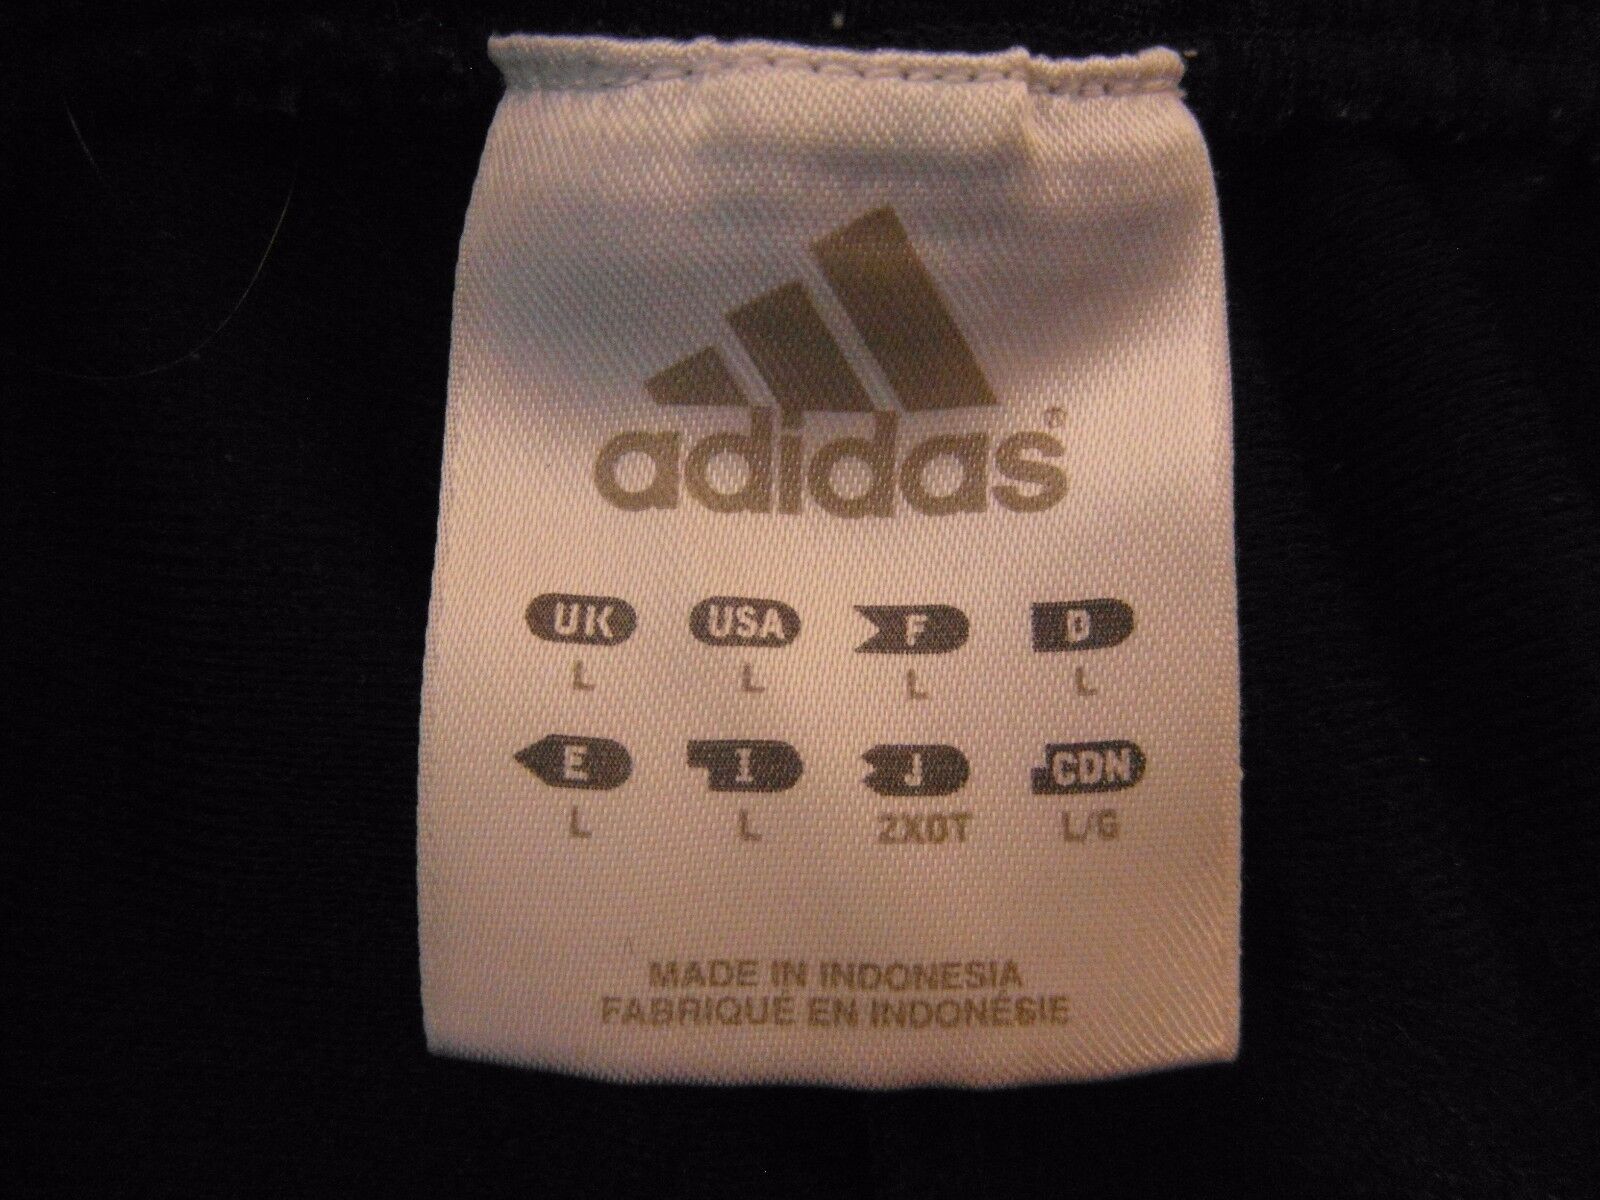 adidas®
UK USA F D
L L L L
E I J CDN
L L 2XOT L/G
MADE IN INDONESIA
FABRIQUÉ EN INDONÉSIE